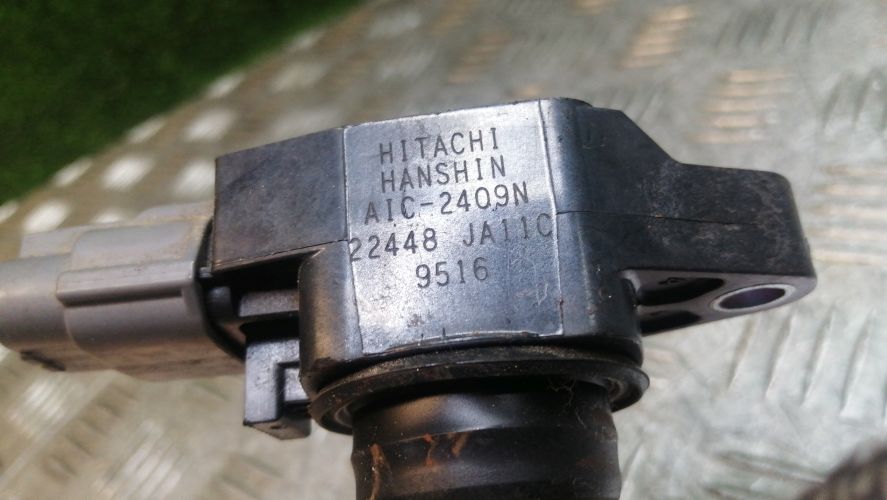 HITACHI
HANSHIN
AIC-2409N
22448 JA11C
9516